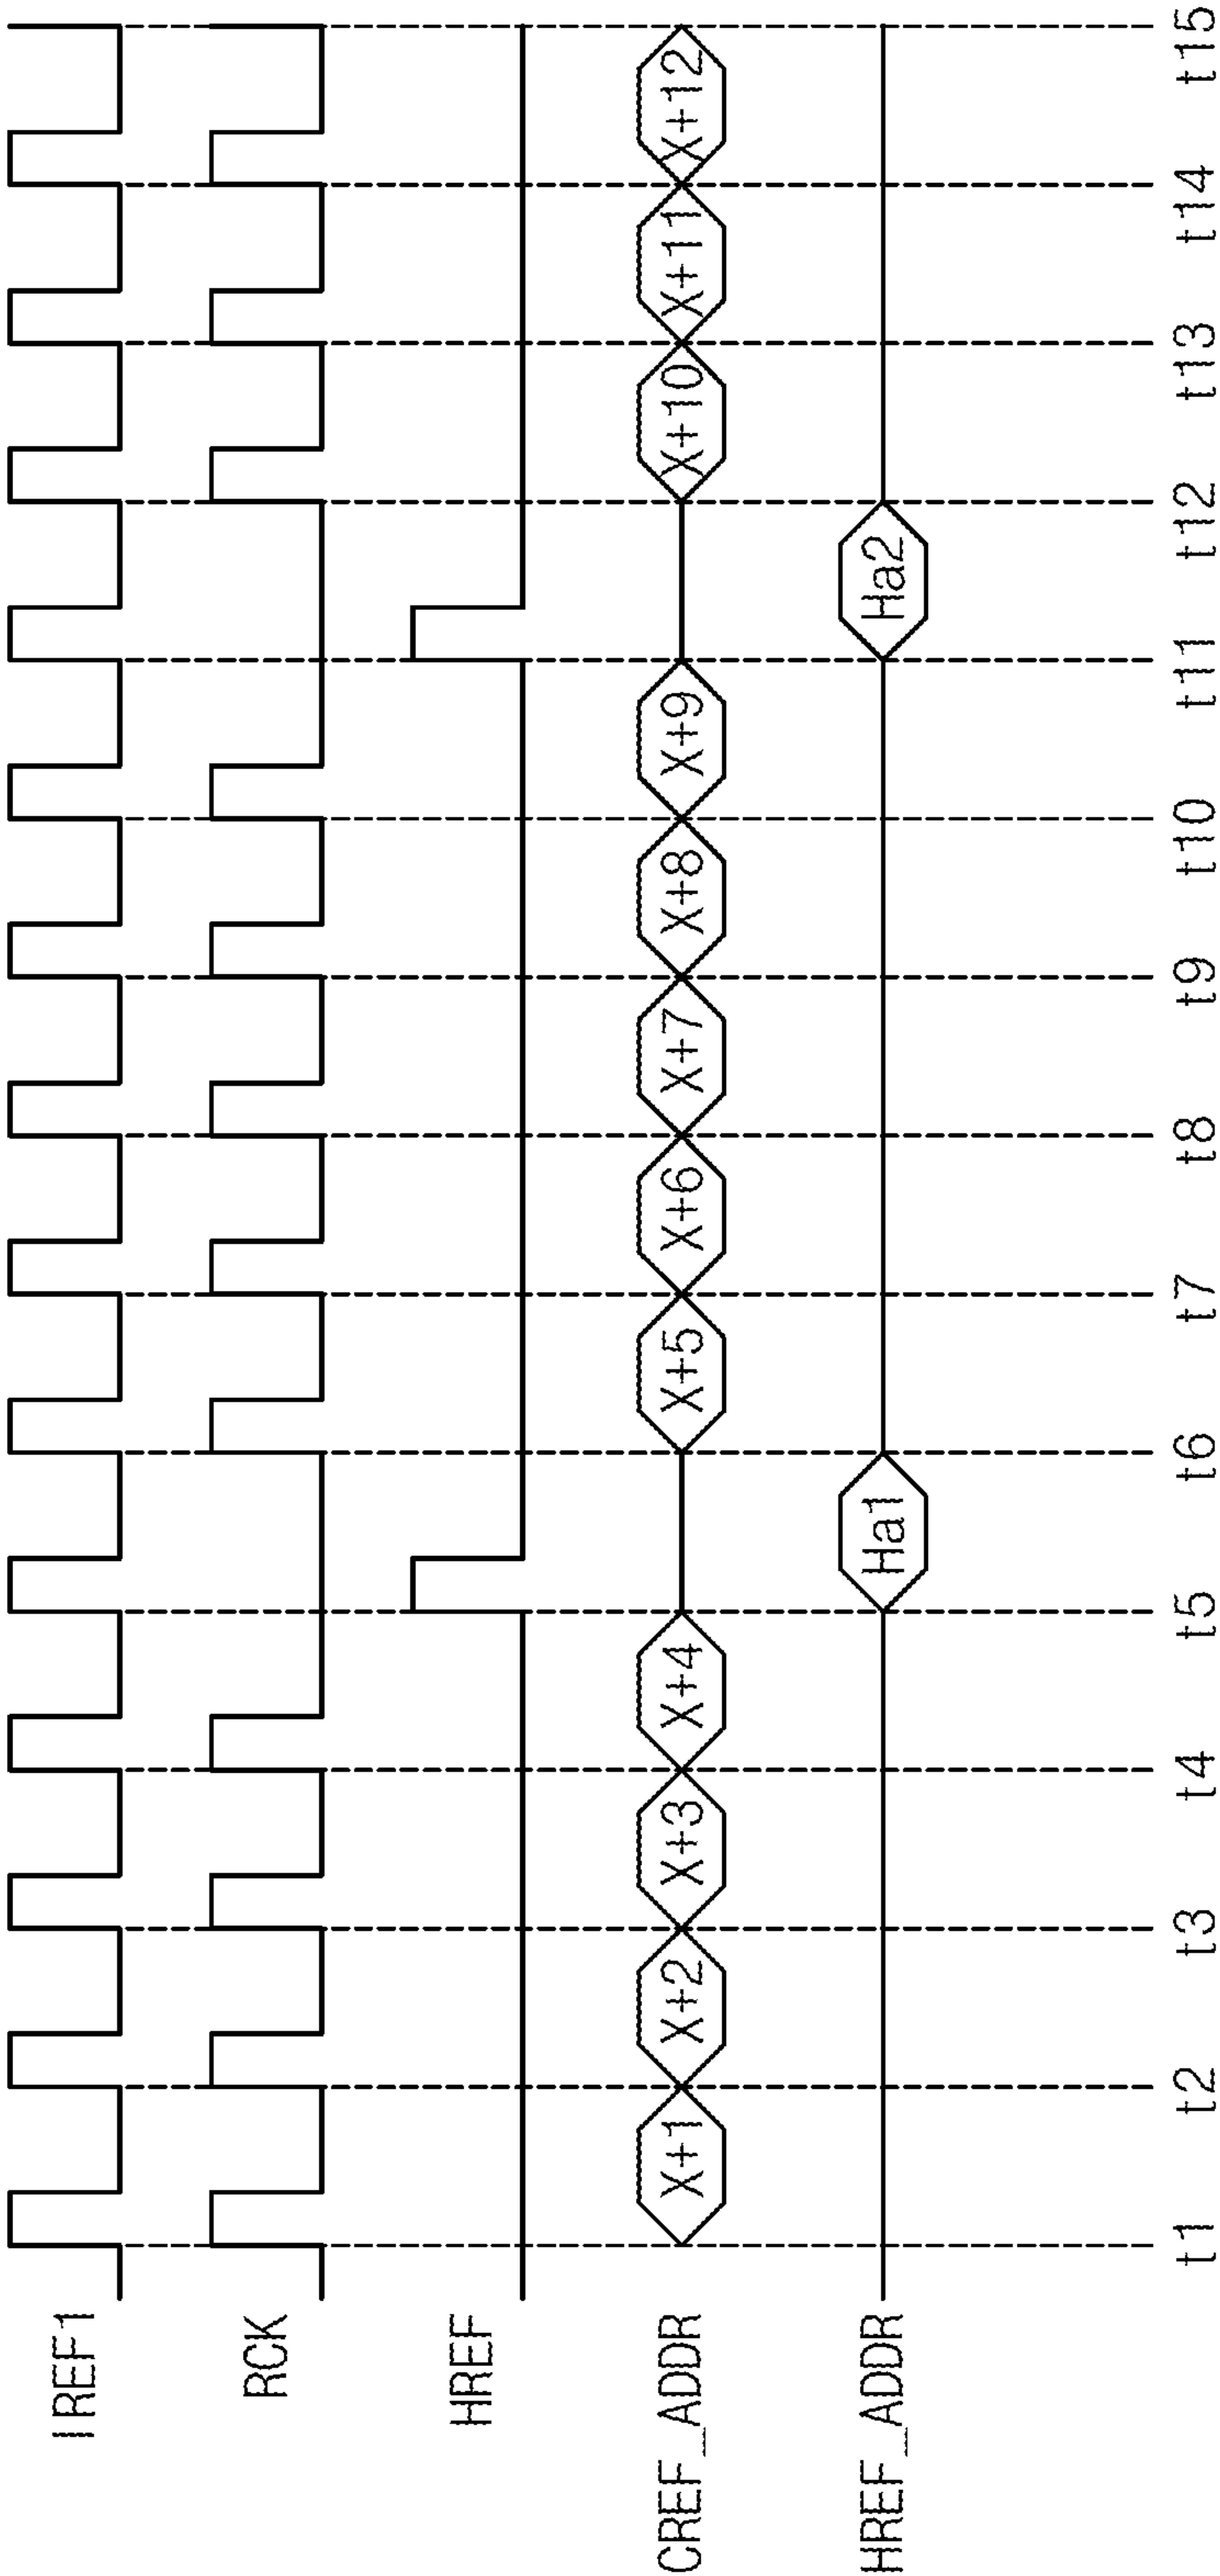 IREF1
RCK
HREF
CREF_ADDR
X+1 X+2 X+3 X+4 X+5 X+6 X+7 X+8 X+9 X+10 X+11 X+12
HREF_ADDR
Ha1 Ha2
t1 t2 t3 t4 t5 t6 t7 t8 t9 t10 t11 t12 t13 t14 t15